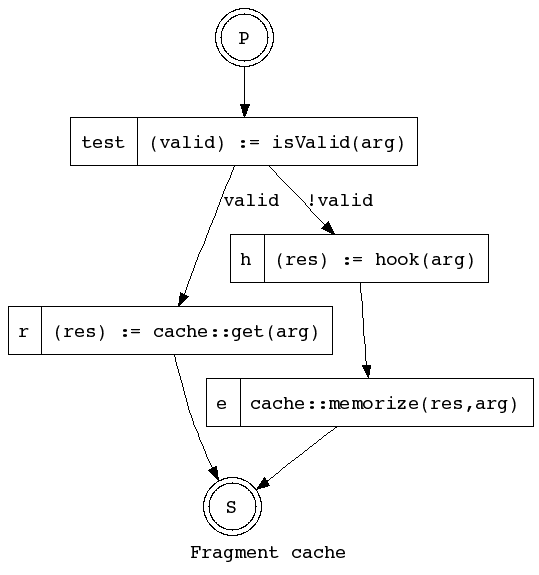 P
test (valid) := isValid(arg)
valid !valid
h (res) := hook(arg)
r (res) := cache::get(arg)
e cache::memorize(res,arg)
S
Fragment cache